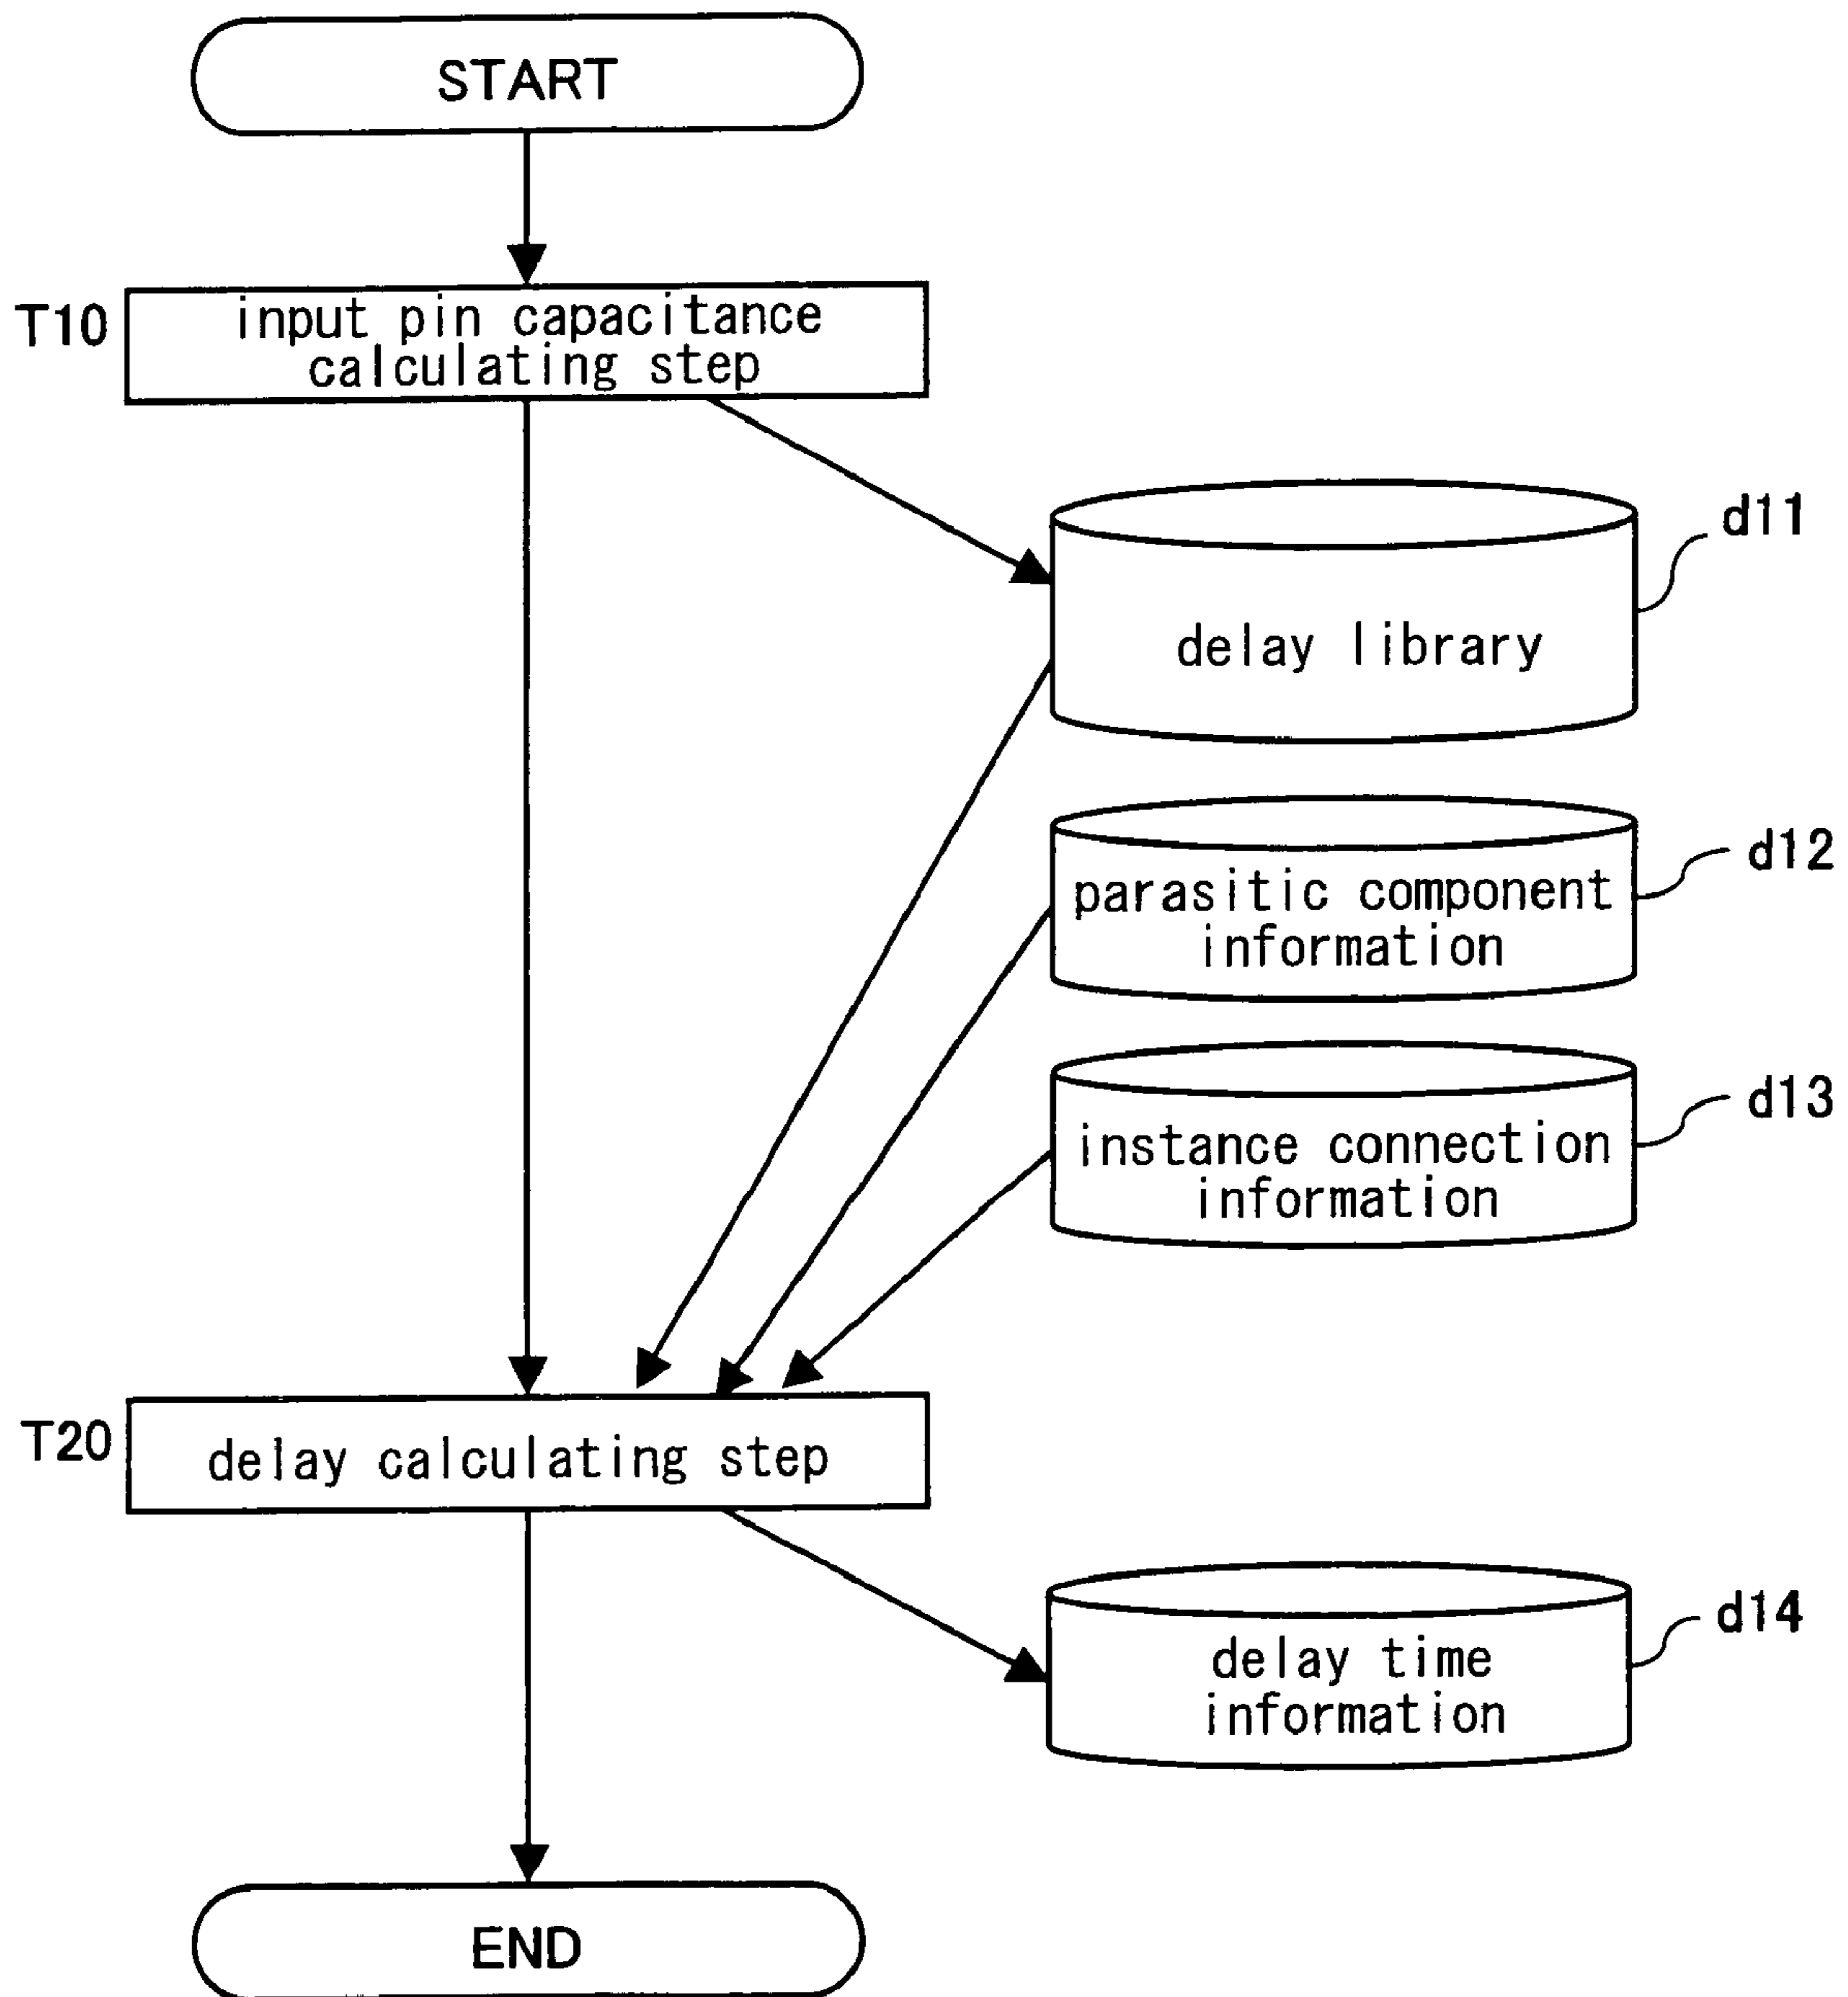 START
T10
input pin capacitance
calculating step
d11
delay library
d12
parasitic component
information
d13
instance connection
information
T20
delay calculating step
d14
delay time
information
END